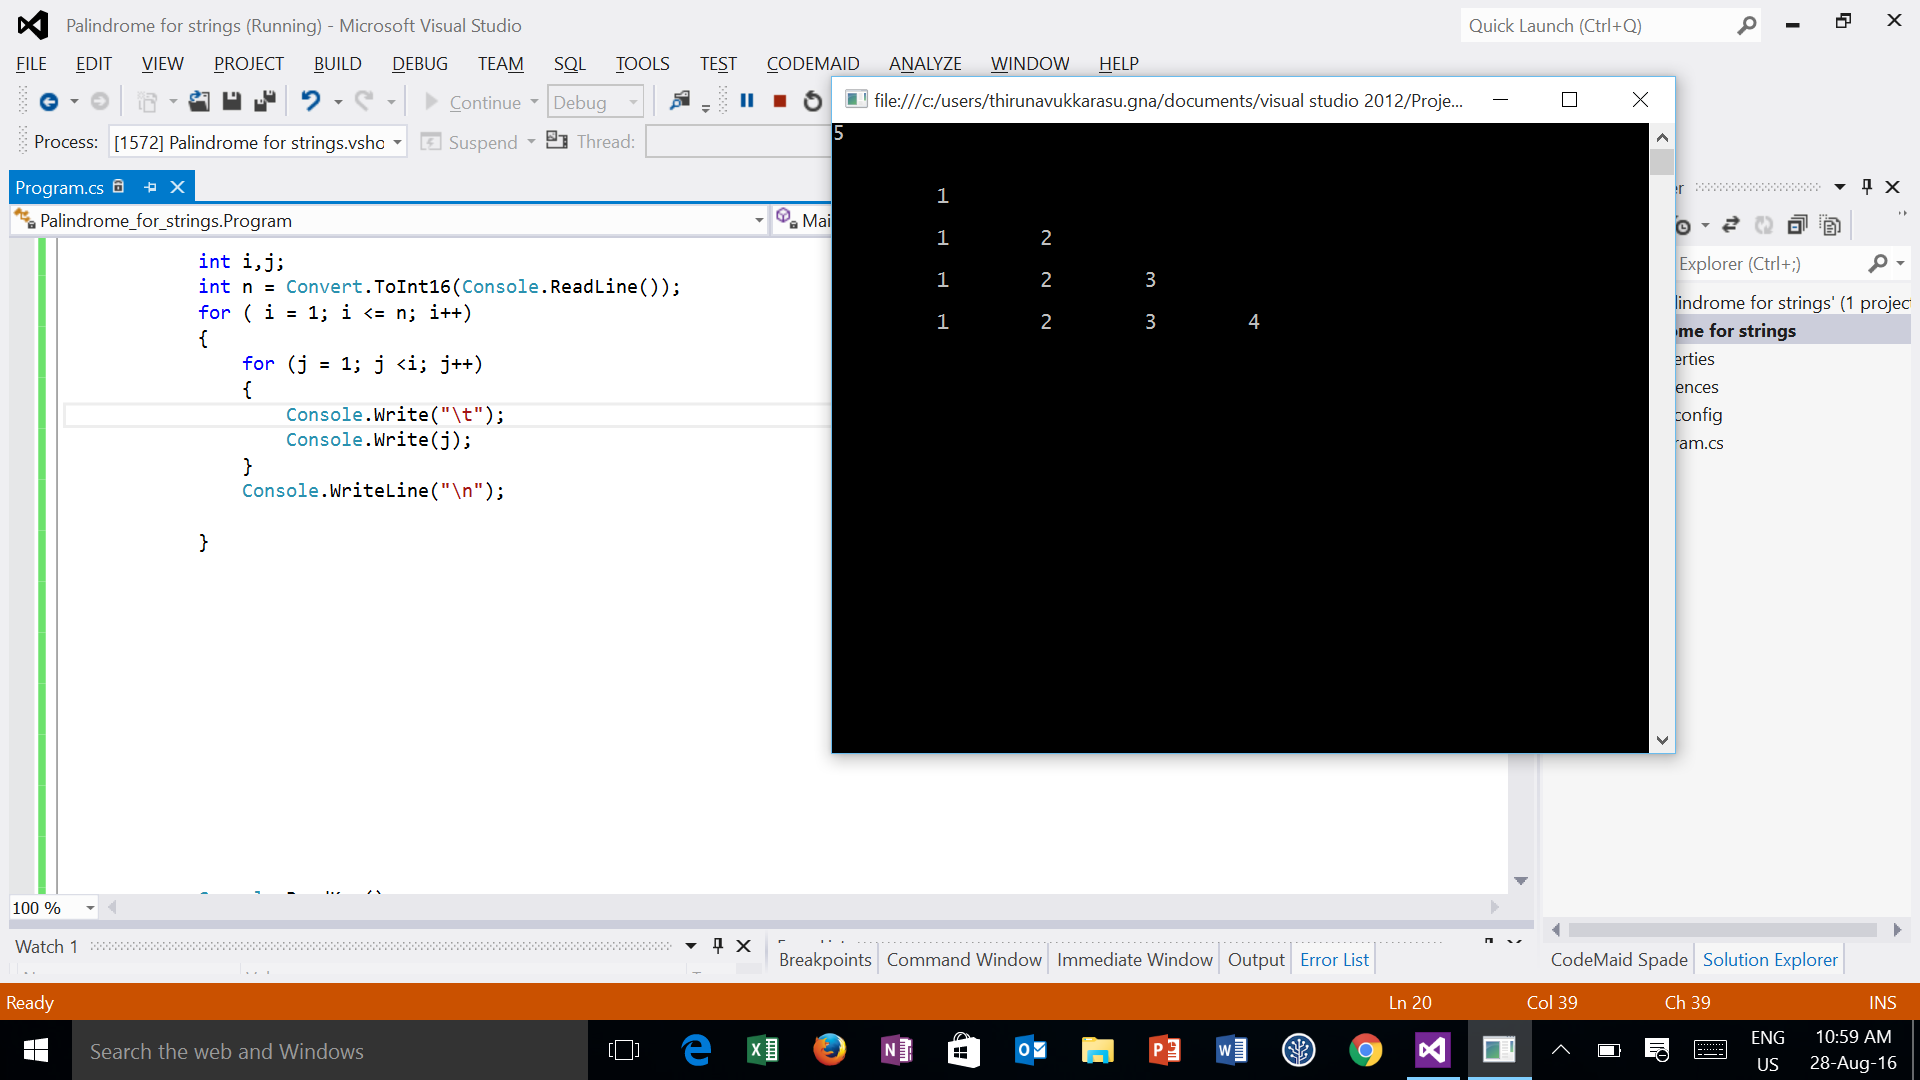 Palindrome for strings (Running) - Microsoft Visual Studio
Quick Launch (Ctrl+Q)
FILE EDIT VIEW PROJECT BUILD DEBUG TEAM SQL TOOLS TEST CODEMAID ANALYZE WINDOW HELP
Continue Debug
Process: [1572] Palindrome for strings.vsho Suspend Thread:
Program.cs
Palindrome_for_strings.Program
Mai
int i,j;
int n = Convert.ToInt16(Console.ReadLine());
for ( i = 1; i <= n; i++)
{
for (j = 1; j <i; j++)
{
Console.Write("\t");
Console.Write(j);
}
Console.WriteLine("\n");
}
100 %
file:///c:/users/thirunavukkarasu.gna/documents/visual studio 2012/Proje...
5
1
1 2
1 2 3
1 2 3 4
er
Explorer (Ctrl+;)
lindrome for strings' (1 project
me for strings
erties
ences
config
ram.cs
Watch 1
Breakpoints Command Window Immediate Window Output Error List
CodeMaid Spade Solution Explorer
Ready
Ln 20 Col 39 Ch 39 INS
Search the web and Windows
ENG
US
10:59 AM
28-Aug-16